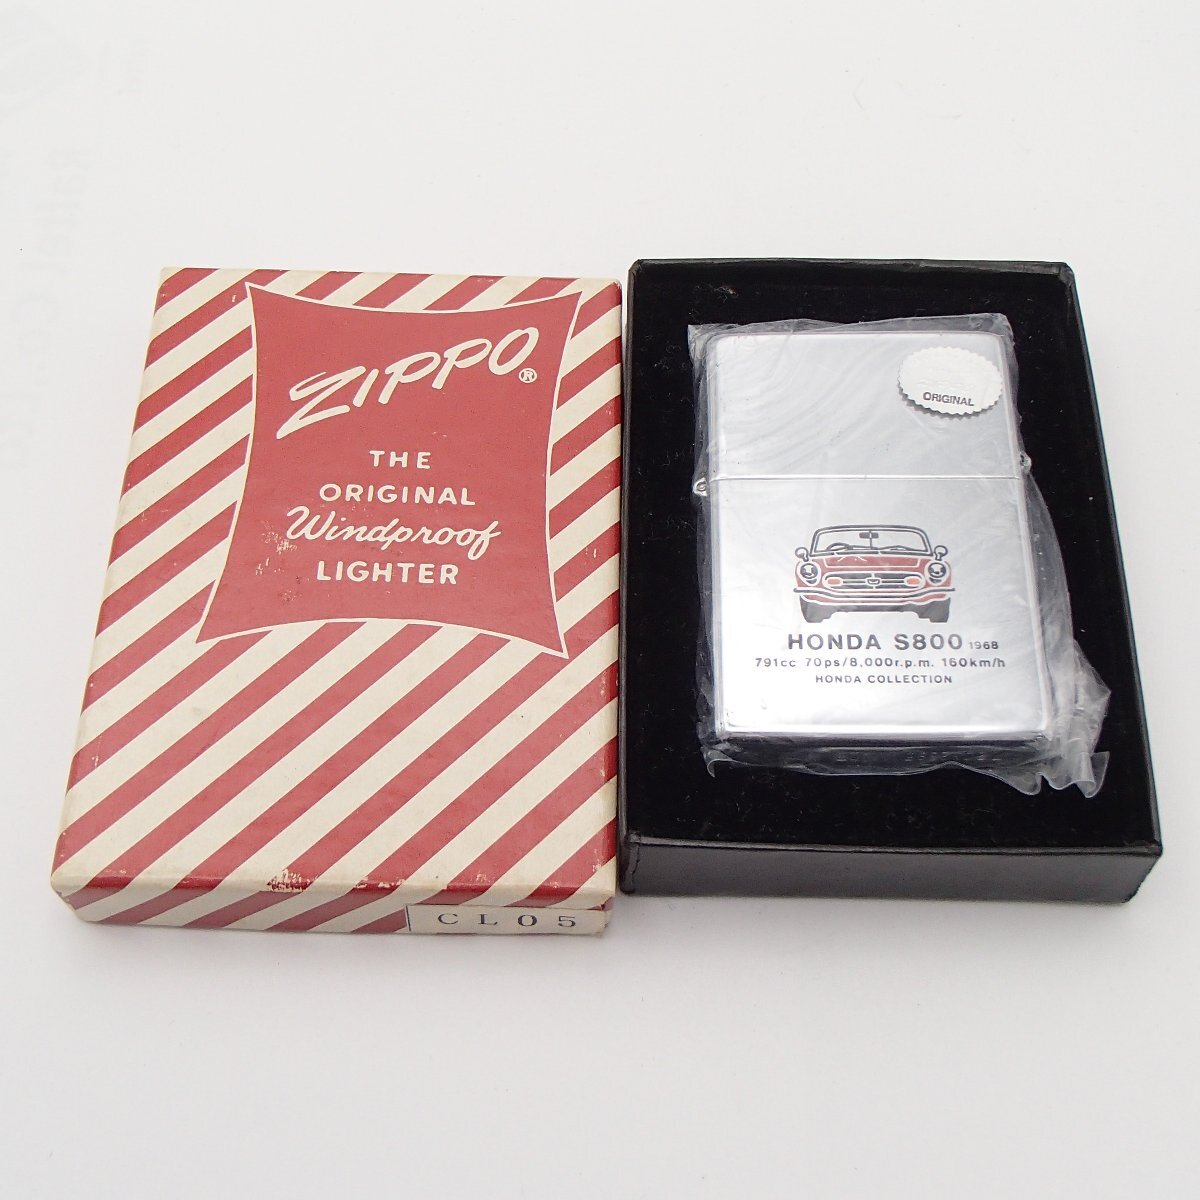 ZIPPO®
THE
ORIGINAL
Windproof
LIGHTER
CL05
ORIGINAL
HONDA S800 1968
791cc 70ps/8,000r.p.m. 160km/h
HONDA COLLECTION